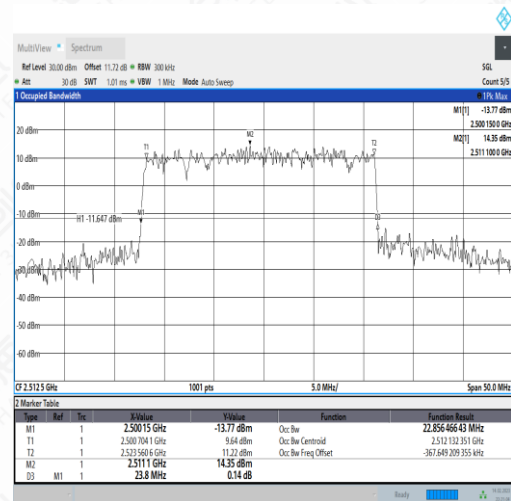 MultiView Spectrum
Ref Level 30.00 dBm Offset 11.72 dB RBW 300 kHz SGL
Att 30 dB SWT 1.01 ms VBW 1 MHz Mode Auto Sweep Count 5/5
1 Occupied Bandwidth 1Pk Max
M1[1] -13.77 dBm
2.500 150 0 GHz
M2[1] 14.35 dBm
2.511 100 0 GHz
20 dBm
M2
T1 T2
10 dBm
0 dBm
-10 dBm
M1
H1 -11.647 dBm
D3
-20 dBm
-30 dBm
-40 dBm
-50 dBm
-60 dBm
CF 2.512 5 GHz 1001 pts 5.0 MHz/ Span 50.0 MHz
2 Marker Table
Type Ref Trc X-Value Y-Value Function Function Result
M1 1 2.500 15 GHz -13.77 dBm Occ Bw 22.856 466 43 MHz
T1 1 2.500 704 1 GHz 9.64 dBm Occ Bw Centroid 2.512 132 351 GHz
T2 1 2.523 560 6 GHz 11.22 dBm Occ Bw Freq Offset -367.649 209 355 kHz
M2 1 2.511 1 GHz 14.35 dBm
D3 M1 1 23.8 MHz 0.14 dB
Ready